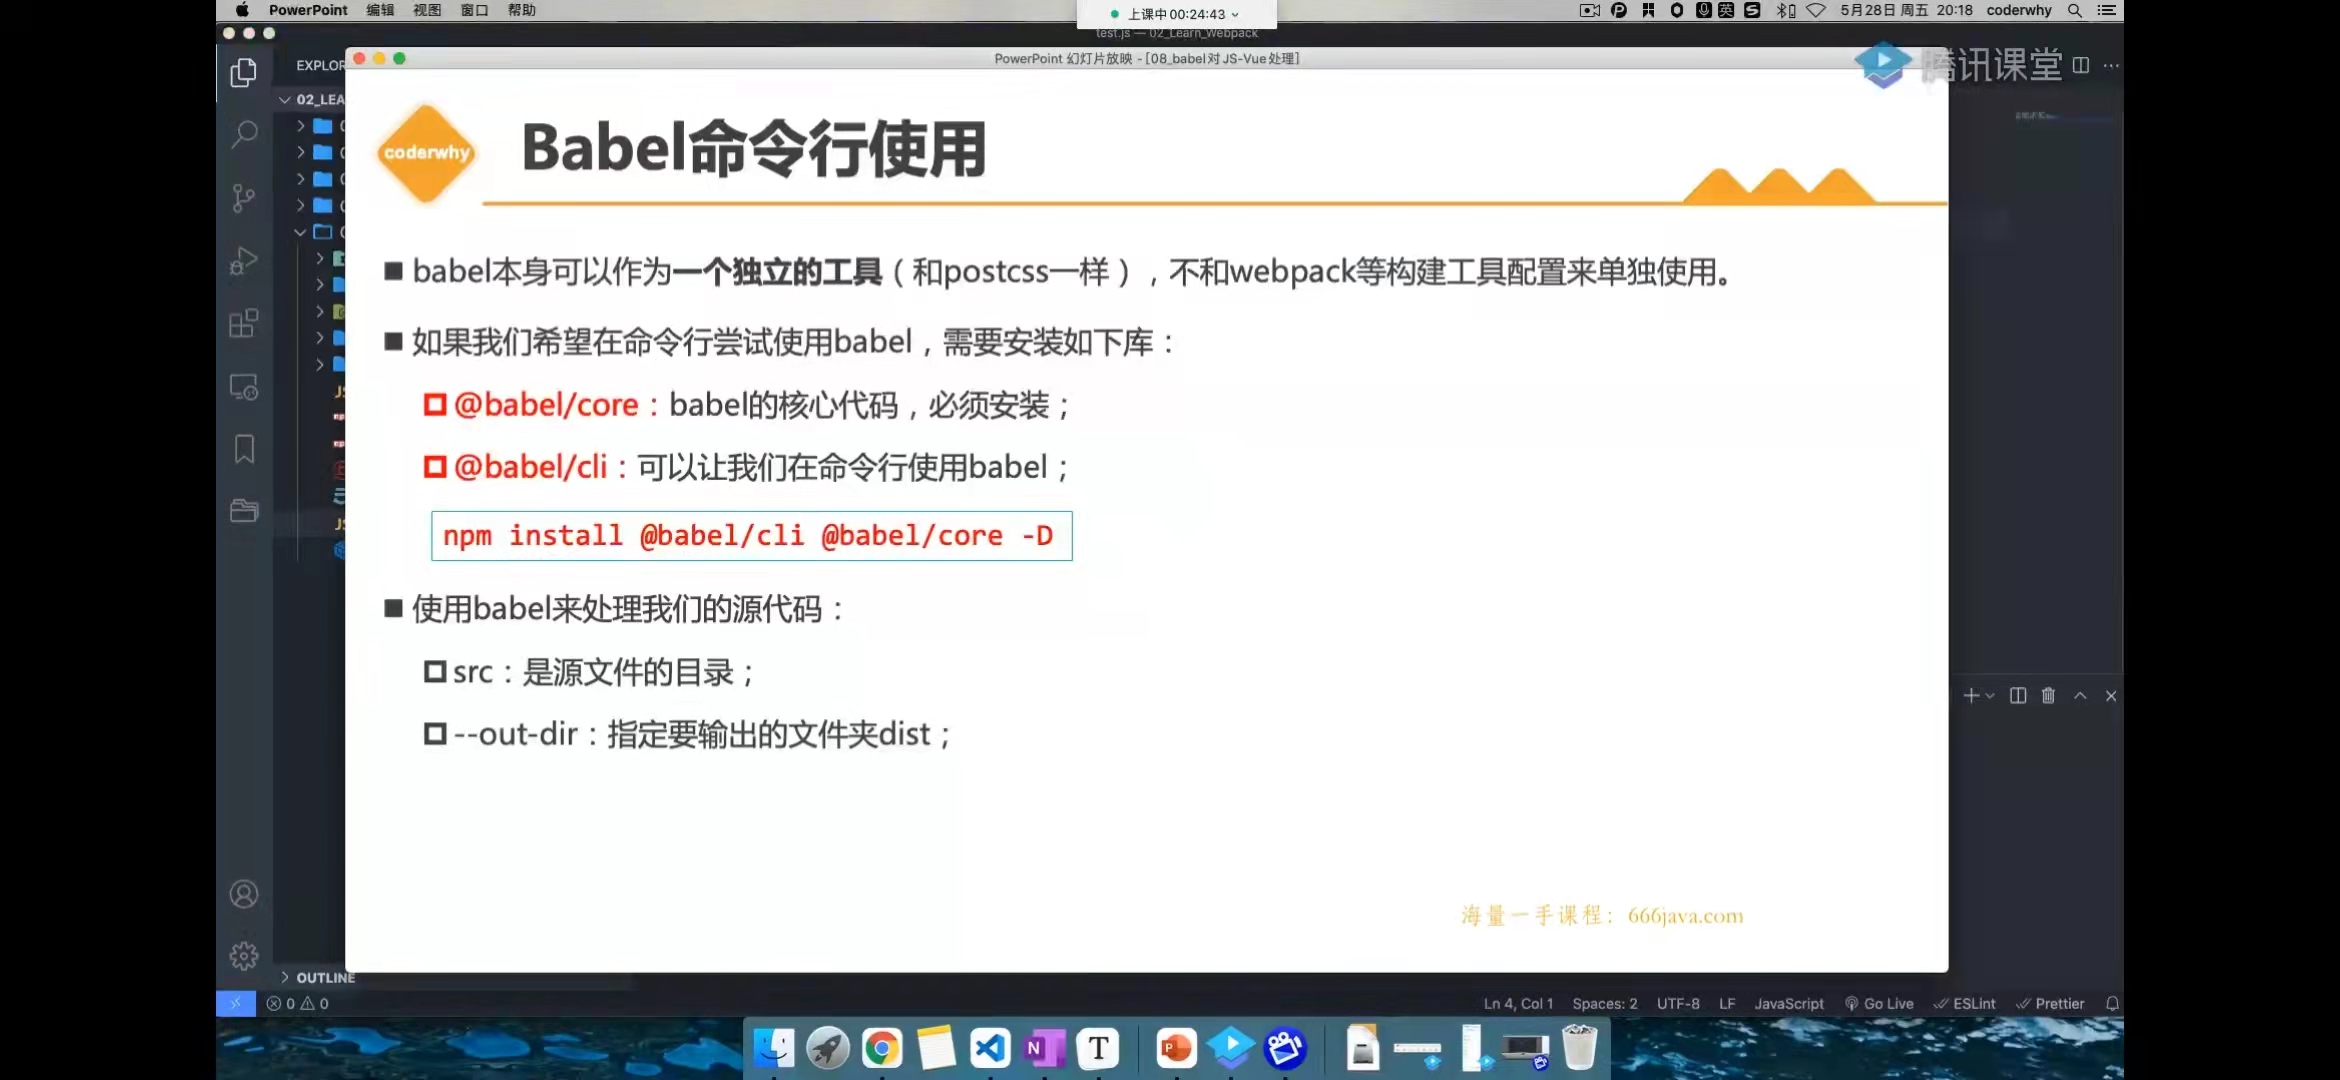 PowerPoint 编辑 视图 窗口 帮助
上课中 00:24:43
英
5月28日 周五 20:18 coderwhy
test.js — 02_Learn_Webpack
PowerPoint 幻灯片放映 - [08_babel对JS-Vue处理]
腾讯课堂
EXPLOR
02_LEA
coderwhy
Babel命令行使用
babel本身可以作为一个独立的工具（和postcss一样），不和webpack等构建工具配置来单独使用。
如果我们希望在命令行尝试使用babel，需要安装如下库：
@babel/core：babel的核心代码，必须安装；
@babel/cli：可以让我们在命令行使用babel；
npm install @babel/cli @babel/core -D
使用babel来处理我们的源代码：
src：是源文件的目录；
--out-dir：指定要输出的文件夹dist；
海量一手课程：666java.com
OUTLINE
0 0
Ln 4, Col 1 Spaces: 2 UTF-8 LF JavaScript Go Live ESLint Prettier